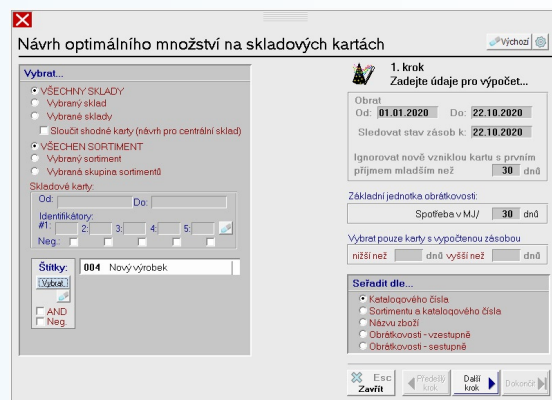 Návrh optimálního množství na skladových kartách
Výchozí
Vybrat...
VŠECHNY SKLADY
Vybraný sklad
Vybrané sklady
Sloučit shodné karty (návrh pro centrální sklad)
VŠECHEN SORTIMENT
Vybraný sortiment
Vybraná skupina sortimentů
Skladové karty:
Od: Do:
Identifikátory:
#1: 2: 3: 4: 5:
Neg.:
Štítky: 004 Nový výrobek
Vybrat
AND
Neg.
1. krok
Zadejte údaje pro výpočet...
Obrat
Od: 01.01.2020 Do: 22.10.2020
Sledovat stav zásob k: 22.10.2020
Ignorovat nově vzniklou kartu s prvním
příjmem mladším než 30 dnů
Základní jednotka obrátkovosti:
Spotřeba v MJ/ 30 dnů
Vybrat pouze karty s vypočtenou zásobou
nižší než dnů vyšší než dnů
Seřadit dle...
Katalogového čísla
Sortimentu a katalogového čísla
Názvu zboží
Obrátkovosti - vzestupně
Obrátkovosti - sestupně
Esc
Zavřít
Předešlý
krok
Další
krok
Dokončit